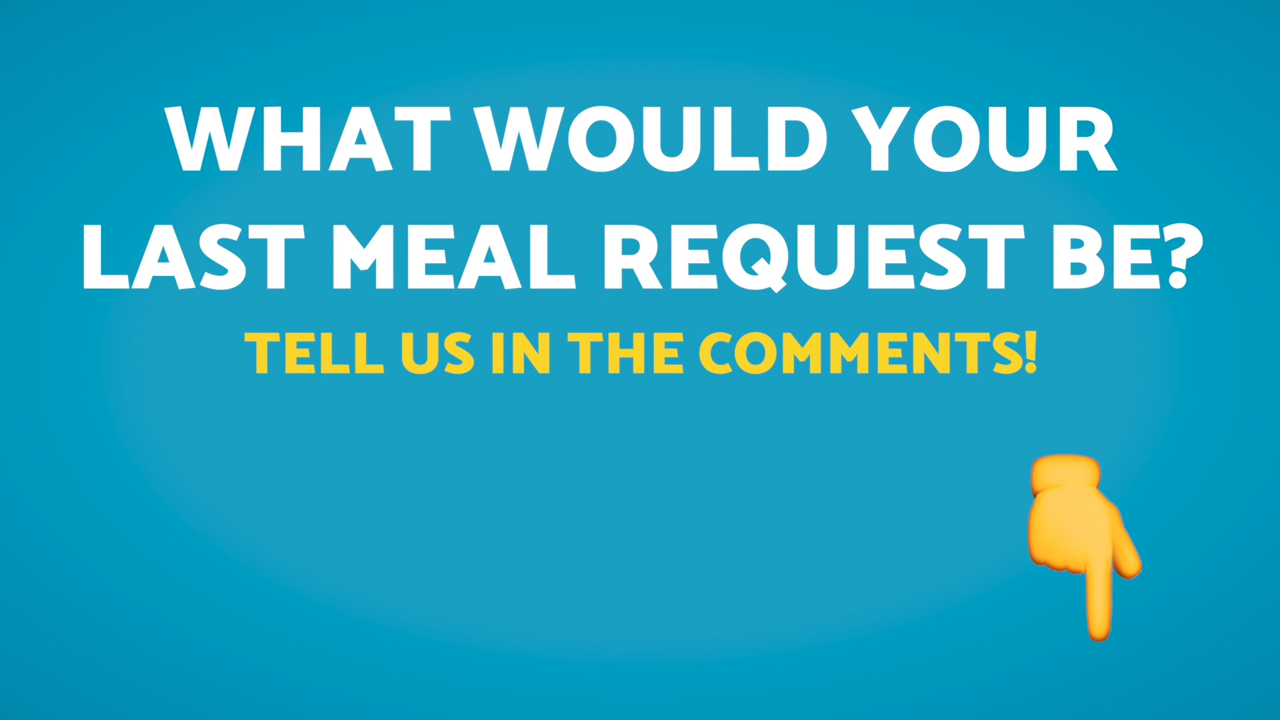 WHAT WOULD YOUR
LAST MEAL REQUEST BE?
TELL US IN THE COMMENTS!